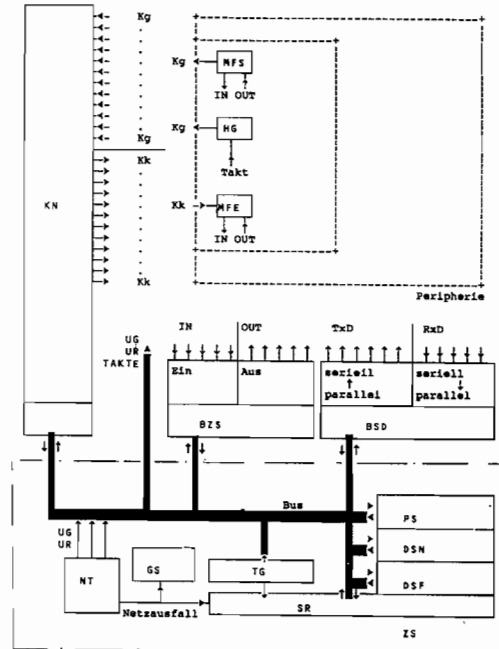 Kg
Kg
MFS
IN OUT
Kg
HG
Kg
Takt
Kk
KN
Kk
MFE
IN OUT
Kk
Peripherie
UG
UR
TAKTE
IN
OUT
TxD
RxD
Ein
Aus
seriell
parallel
seriell
parallel
BZS
BSD
Bus
UG
UR
PS
DSN
DSF
NT
GS
TG
Netzausfall
SR
ZS